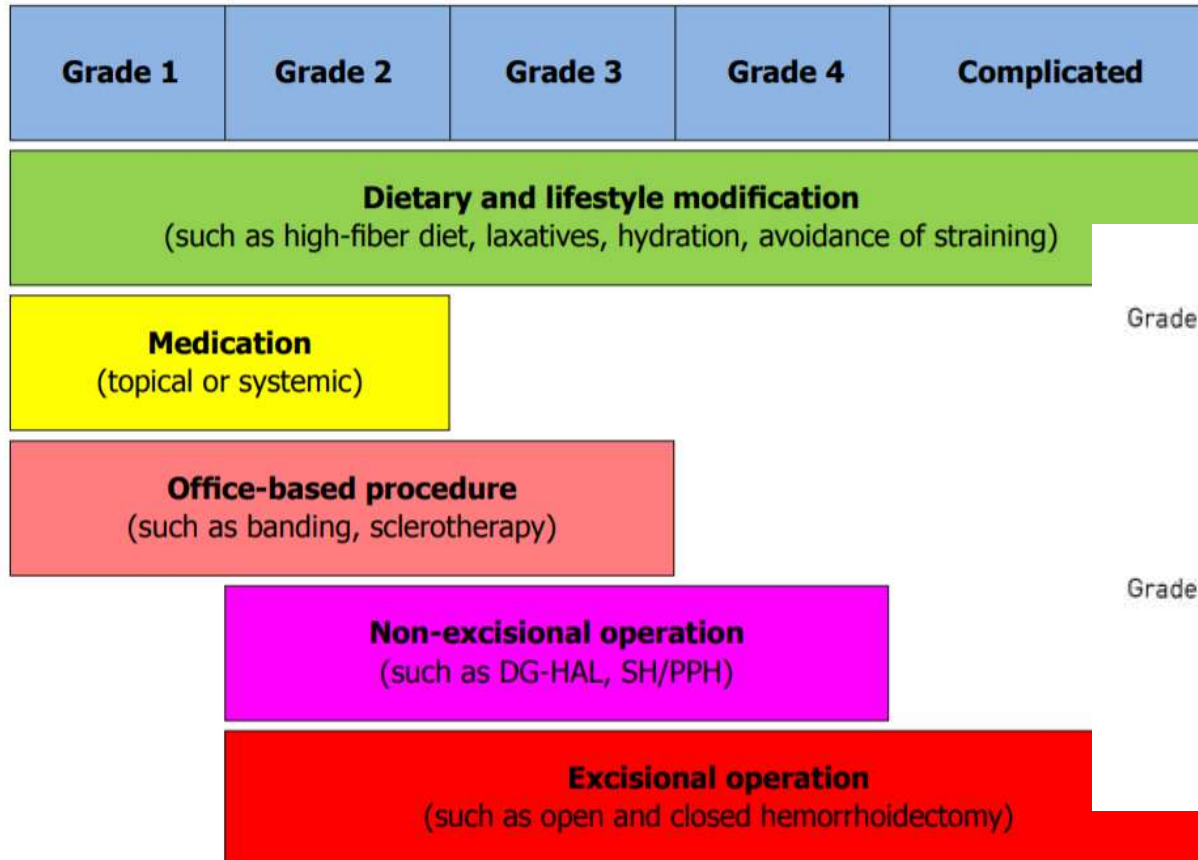 Grade 1 Grade 2 Grade 3 Grade 4 Complicated
Dietary and lifestyle modification
(such as high-fiber diet, laxatives, hydration, avoidance of straining)
Grade
Medication
(topical or systemic)
Office-based procedure
(such as banding, sclerotherapy)
Grade
Non-excisional operation
(such as DG-HAL, SH/PPH)
Excisional operation
(such as open and closed hemorrhoidectomy)